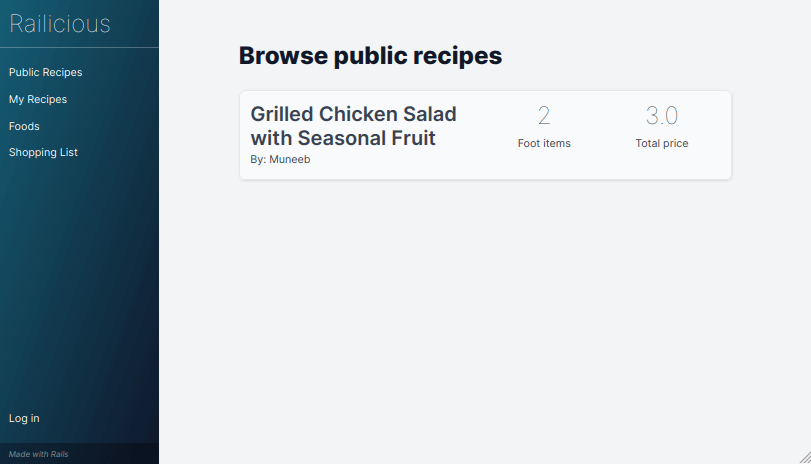 Railicious
Public Recipes
My Recipes
Foods
Shopping List
Log in
Made with Rails
Browse public recipes
Grilled Chicken Salad
with Seasonal Fruit
By: Muneeb
2
Foot items
3.0
Total price